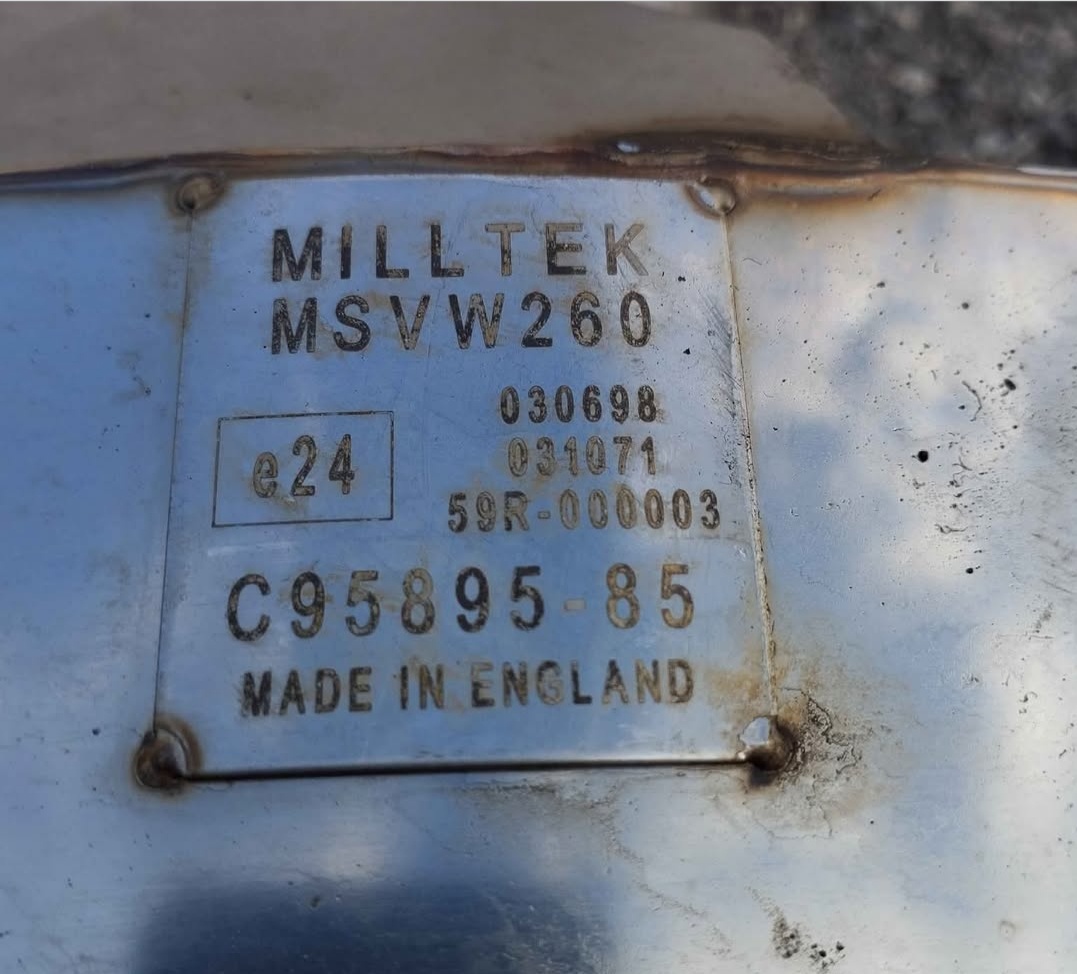 MILLTEK
MSVW260
030698
e24
031071
59R-000003
C95895-85
MADE IN ENGLAND